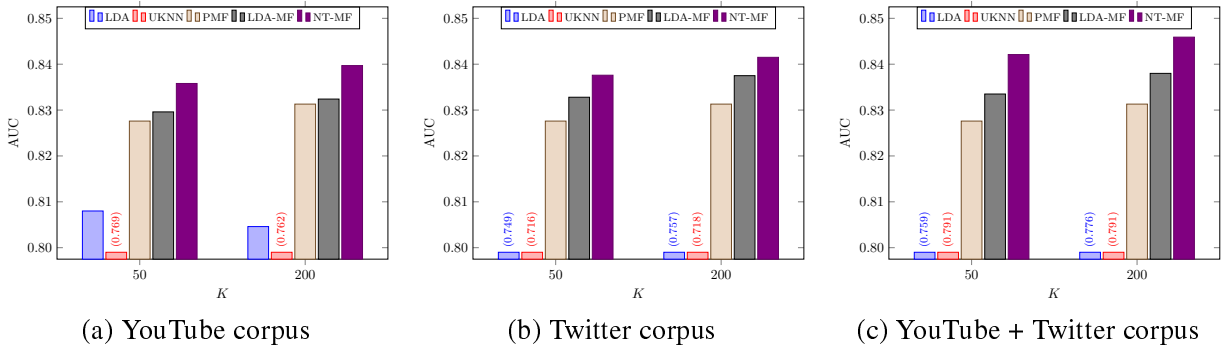 LDA UKNN PMF LDA-MF NT-MF
0.85
0.84
0.83
0.82
0.81
0.80
AUC
(0.769)
(0.762)
50 200
K
(a) YouTube corpus
LDA UKNN PMF LDA-MF NT-MF
0.85
0.84
0.83
0.82
0.81
0.80
AUC
(0.749)
(0.716)
(0.757)
(0.718)
50 200
K
(b) Twitter corpus
LDA UKNN PMF LDA-MF NT-MF
0.85
0.84
0.83
0.82
0.81
0.80
AUC
(0.759)
(0.791)
(0.776)
(0.791)
50 200
K
(c) YouTube + Twitter corpus